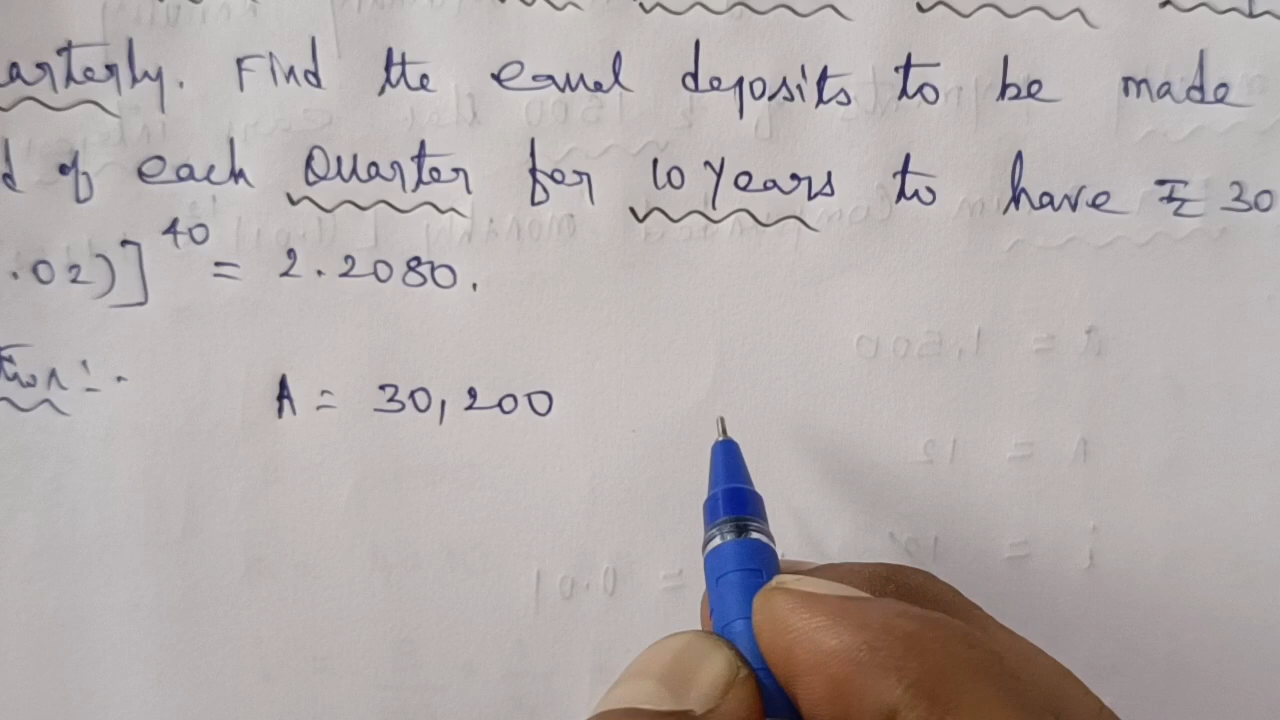 arterly. Find the equal deposits to be made
d of each Quarter for 10 years to have ₹ 30
.02)]⁴⁰ = 2.2080.
tion:-
A = 30,200